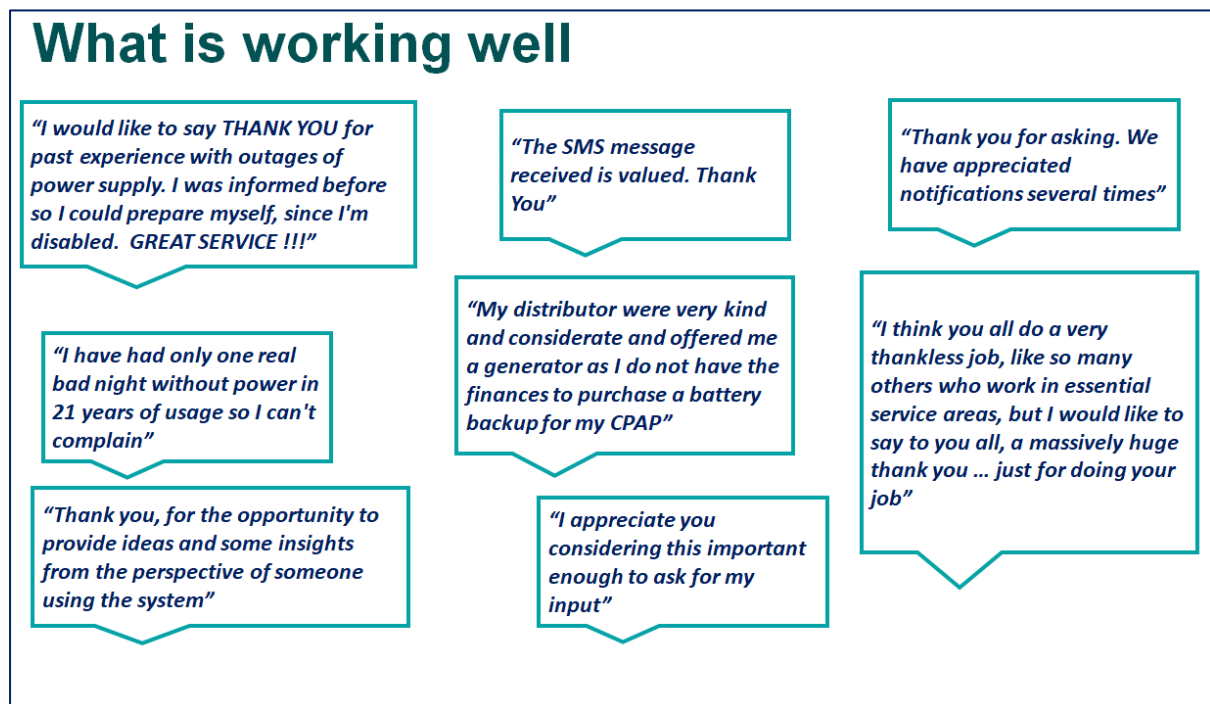 What is working well
“I would like to say THANK YOU for
past experience with outages of
power supply. I was informed before
so I could prepare myself, since I'm
disabled.  GREAT SERVICE !!!”
“I have had only one real
bad night without power in
21 years of usage so I can't
complain”
“Thank you, for the opportunity to
provide ideas and some insights
from the perspective of someone
using the system”
“The SMS message
received is valued. Thank
You”
“My distributor were very kind
and considerate and offered me
a generator as I do not have the
finances to purchase a battery
backup for my CPAP”
“I appreciate you
considering this important
enough to ask for my
input”
“Thank you for asking. We
have appreciated
notifications several times”
“I think you all do a very
thankless job, like so many
others who work in essential
service areas, but I would like to
say to you all, a massively huge
thank you … just for doing your
job”